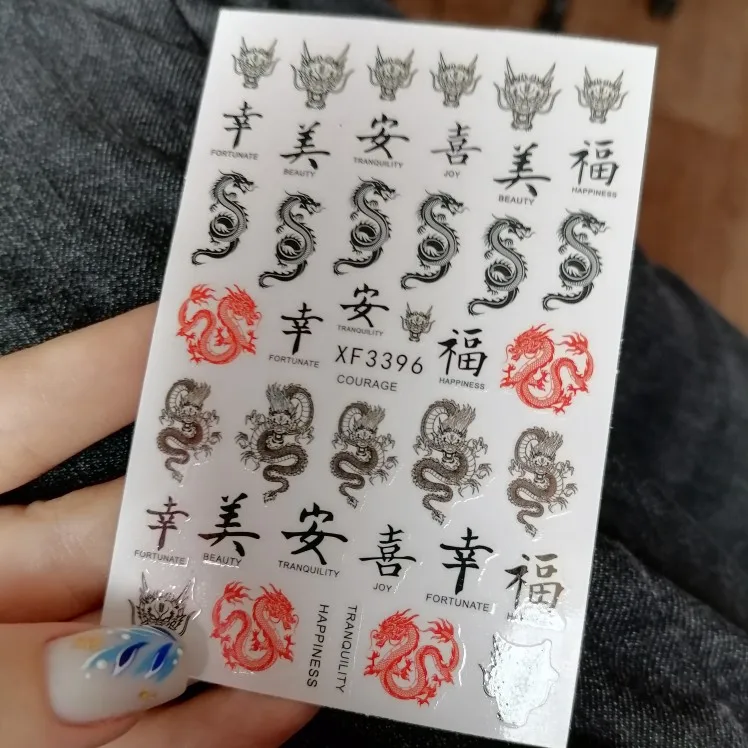 幸
FORTUNATE
美
BEAUTY
安
TRANQUILITY
喜
JOY
美
BEAUTY
福
HAPPINESS
幸
FORTUNATE
安
TRANQUILITY
XF3396
COURAGE
福
HAPPINESS
幸
FORTUNATE
美
BEAUTY
安
TRANQUILITY
喜
JOY
幸
FORTUNATE
福
HAPPINESS
TRANQUILITY